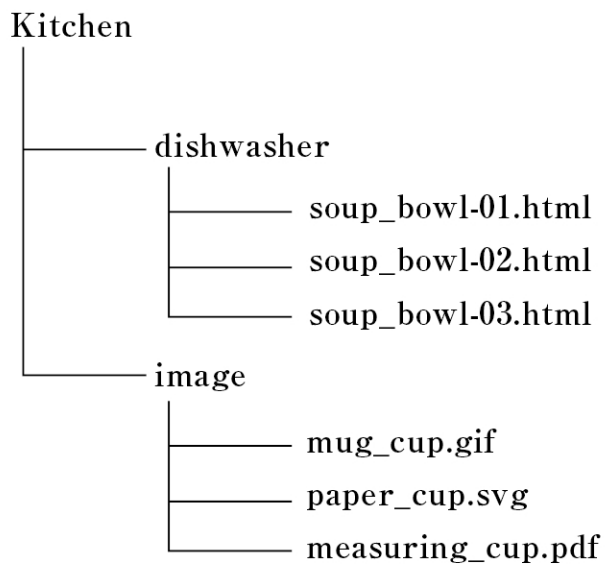 Kitchen
dishwasher
soup_bowl-01.html
soup_bowl-02.html
soup_bowl-03.html
image
mug_cup.gif
paper_cup.svg
measuring_cup.pdf